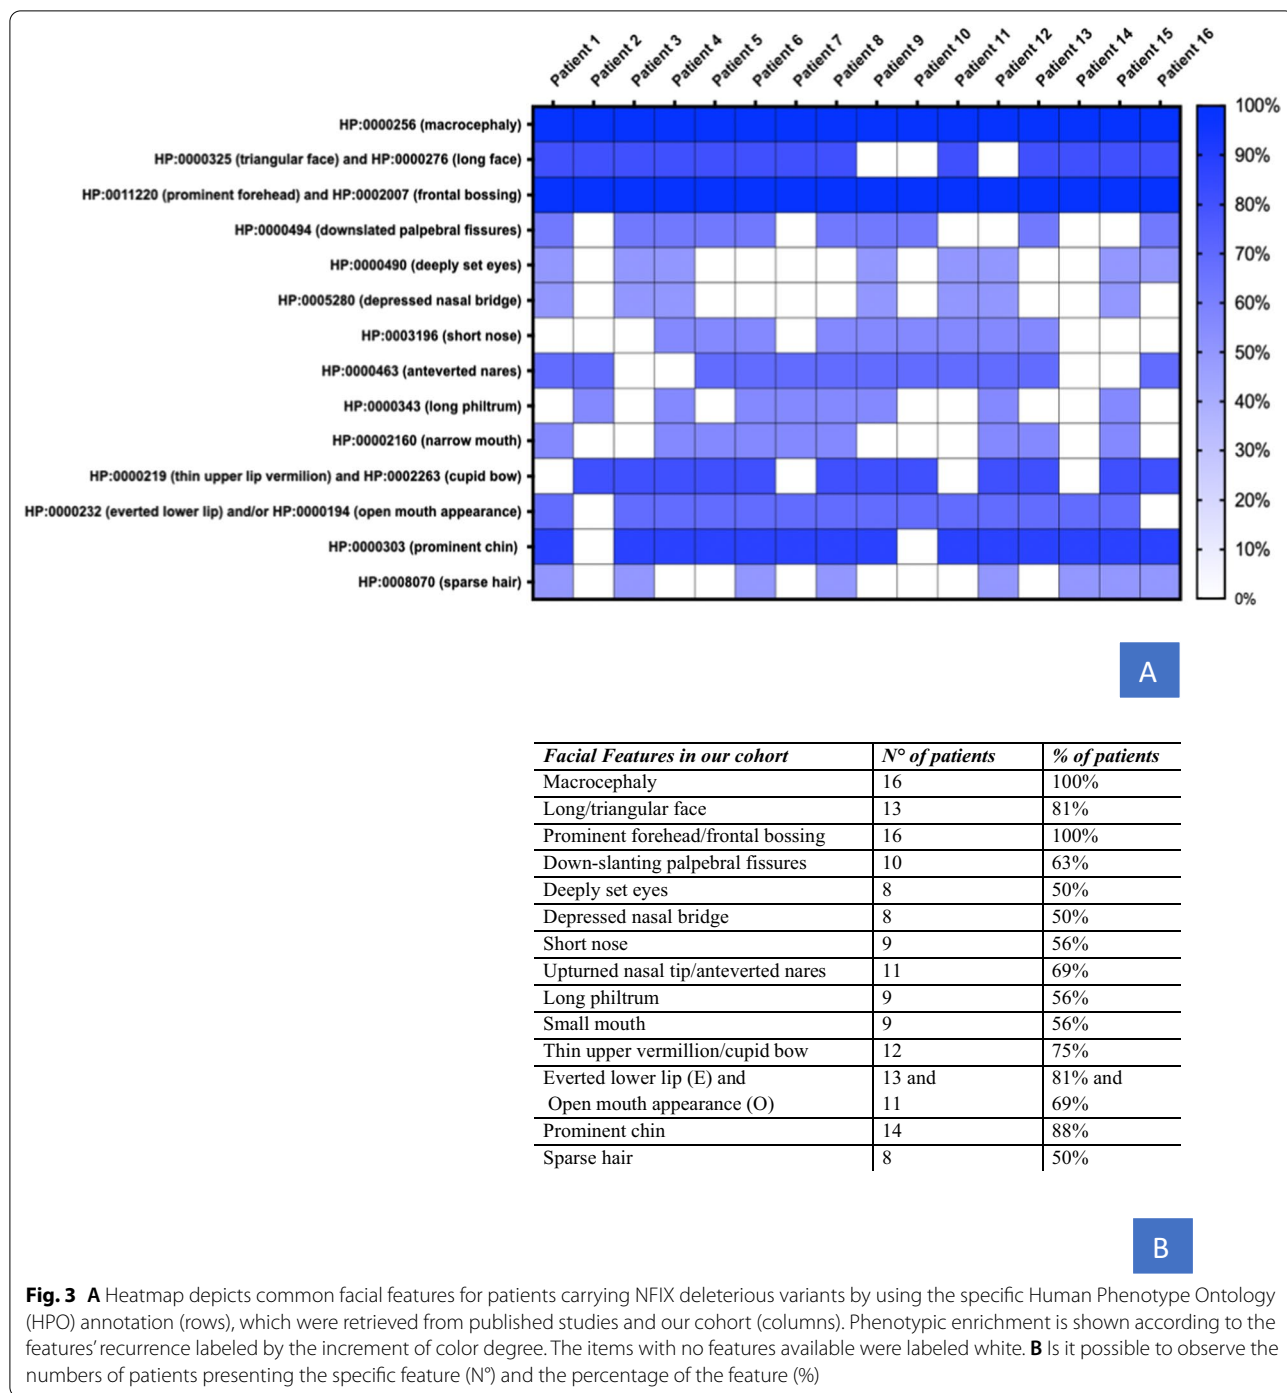 Patient 1 Patient 2 Patient 3 Patient 4 Patient 5 Patient 6 Patient 7 Patient 8 Patient 9 Patient 10 Patient 11 Patient 12 Patient 13 Patient 14 Patient 15 Patient 16
HP:0000256 (macrocephaly)
HP:0000325 (triangular face) and HP:0000276 (long face)
HP:0011220 (prominent forehead) and HP:0002007 (frontal bossing)
HP:0000494 (downslated palpebral fissures)
HP:0000490 (deeply set eyes)
HP:0005280 (depressed nasal bridge)
HP:0003196 (short nose)
HP:0000463 (anteverted nares)
HP:0000343 (long philtrum)
HP:00002160 (narrow mouth)
HP:0000219 (thin upper lip vermilion) and HP:0002263 (cupid bow)
HP:0000232 (everted lower lip) and/or HP:0000194 (open mouth appearance)
HP:0000303 (prominent chin)
HP:0008070 (sparse hair)
100%
90%
80%
70%
60%
50%
40%
30%
20%
10%
0%
A
Facial Features in our cohort N° of patients % of patients
Macrocephaly 16 100%
Long/triangular face 13 81%
Prominent forehead/frontal bossing 16 100%
Down-slanting palpebral fissures 10 63%
Deeply set eyes 8 50%
Depressed nasal bridge 8 50%
Short nose 9 56%
Upturned nasal tip/anteverted nares 11 69%
Long philtrum 9 56%
Small mouth 9 56%
Thin upper vermillion/cupid bow 12 75%
Everted lower lip (E) and 13 and 81% and
Open mouth appearance (O) 11 69%
Prominent chin 14 88%
Sparse hair 8 50%
B
Fig. 3 A Heatmap depicts common facial features for patients carrying NFIX deleterious variants by using the specific Human Phenotype Ontology
(HPO) annotation (rows), which were retrieved from published studies and our cohort (columns). Phenotypic enrichment is shown according to the
features' recurrence labeled by the increment of color degree. The items with no features available were labeled white. B Is it possible to observe the
numbers of patients presenting the specific feature (N°) and the percentage of the feature (%)